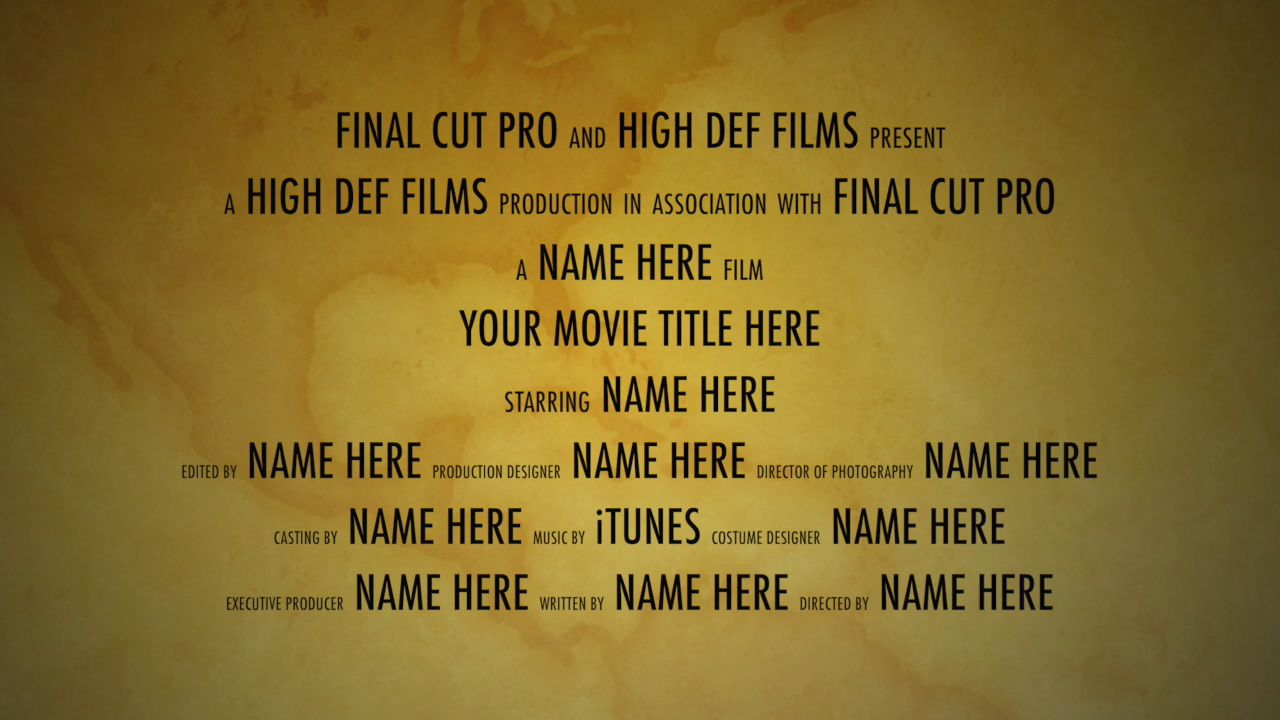 FINAL CUT PRO AND HIGH DEF FILMS PRESENT
A HIGH DEF FILMS PRODUCTION IN ASSOCIATION WITH FINAL CUT PRO
A NAME HERE FILM
YOUR MOVIE TITLE HERE
STARRING NAME HERE
EDITED BY NAME HERE PRODUCTION DESIGNER NAME HERE DIRECTOR OF PHOTOGRAPHY NAME HERE
CASTING BY NAME HERE MUSIC BY iTUNES COSTUME DESIGNER NAME HERE
EXECUTIVE PRODUCER NAME HERE WRITTEN BY NAME HERE DIRECTED BY NAME HERE